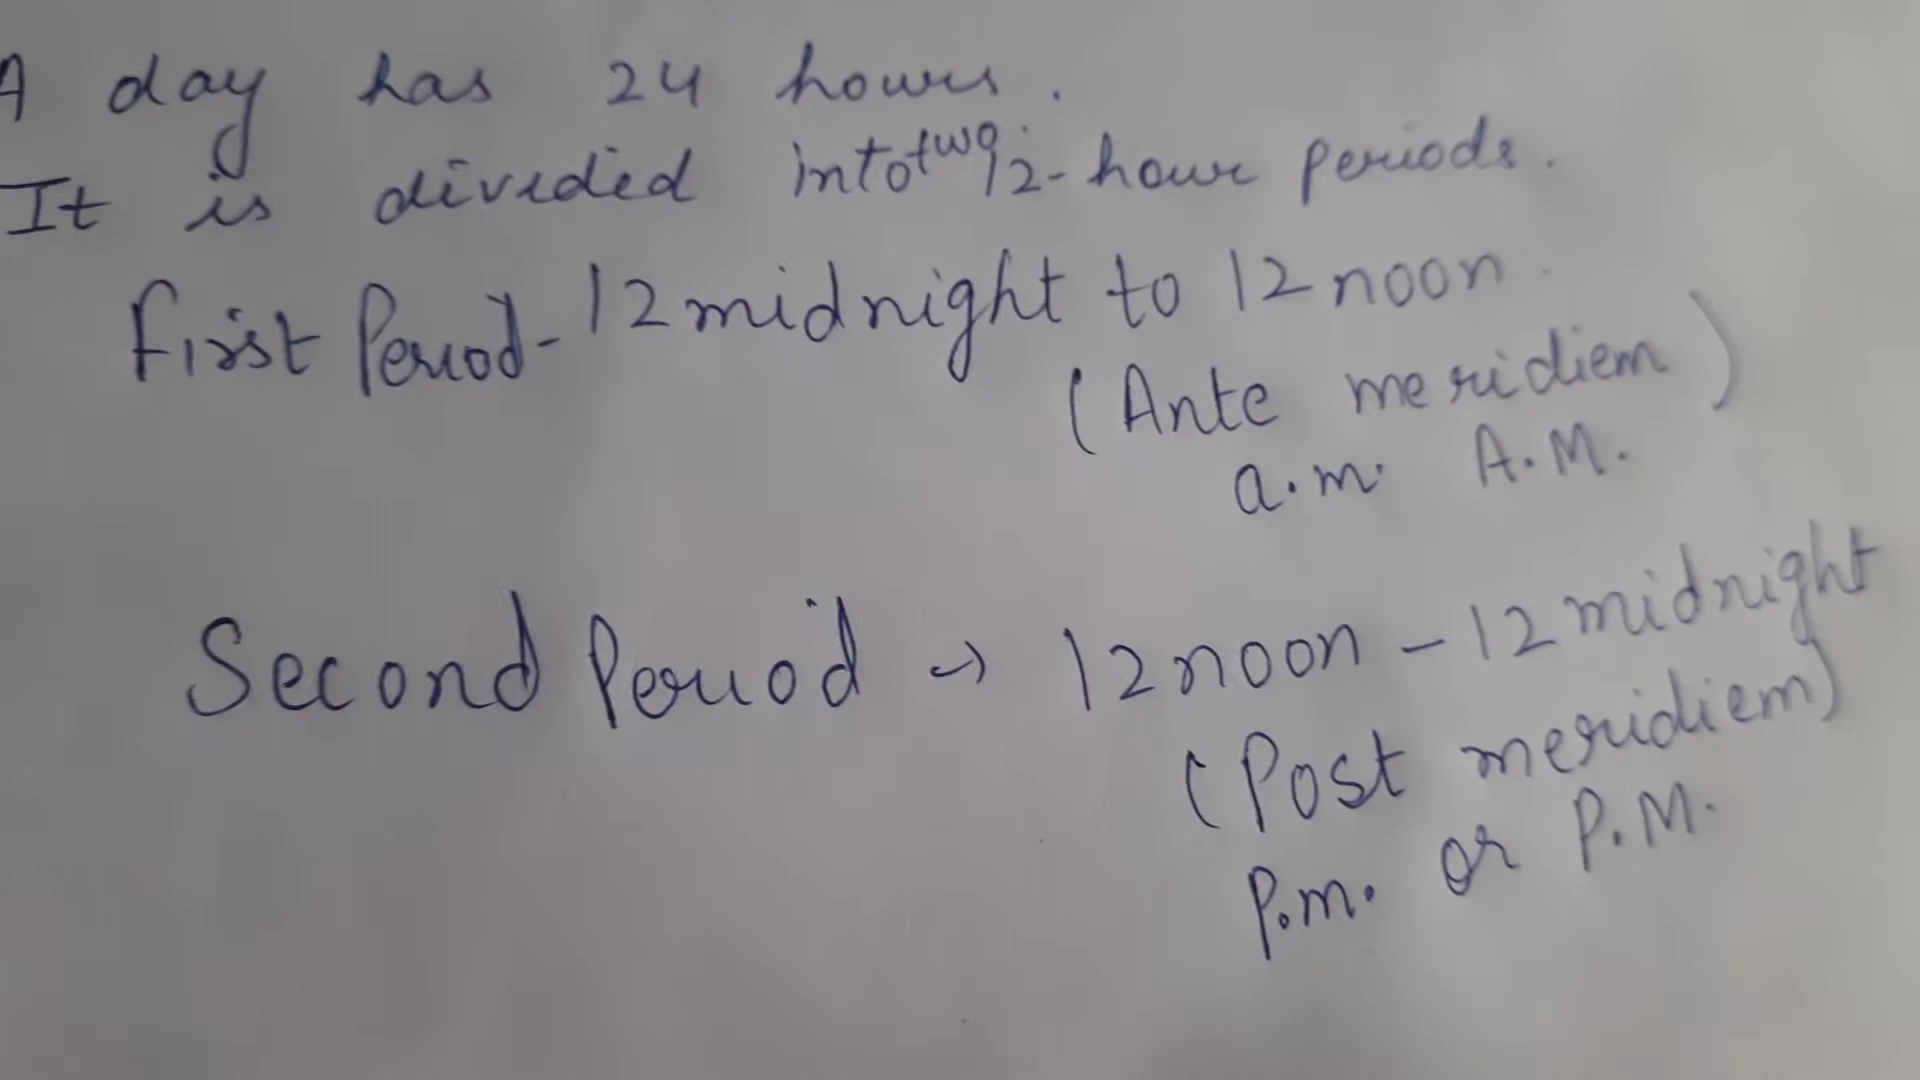 A day has 24 hours.
It is divided into two 12-hour periods.
First Period - 12 midnight to 12 noon
(Ante meridiem)
a.m. A.M.
Second Period → 12 noon - 12 midnight
(Post meridiem)
P.m. or P.M.